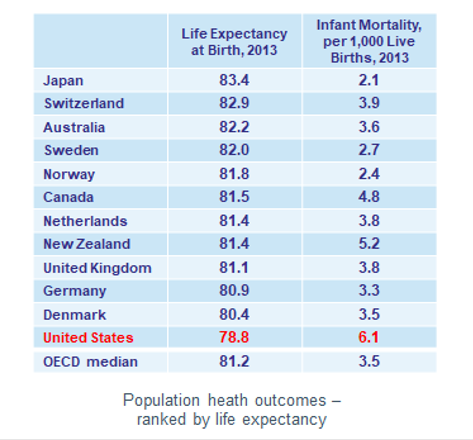 Life Expectancy
at Birth, 2013
Infant Mortality,
per 1,000 Live
Births, 2013
Japan 83.4 2.1
Switzerland 82.9 3.9
Australia 82.2 3.6
Sweden 82.0 2.7
Norway 81.8 2.4
Canada 81.5 4.8
Netherlands 81.4 3.8
New Zealand 81.4 5.2
United Kingdom 81.1 3.8
Germany 80.9 3.3
Denmark 80.4 3.5
United States 78.8 6.1
OECD median 81.2 3.5
Population heath outcomes –
ranked by life expectancy